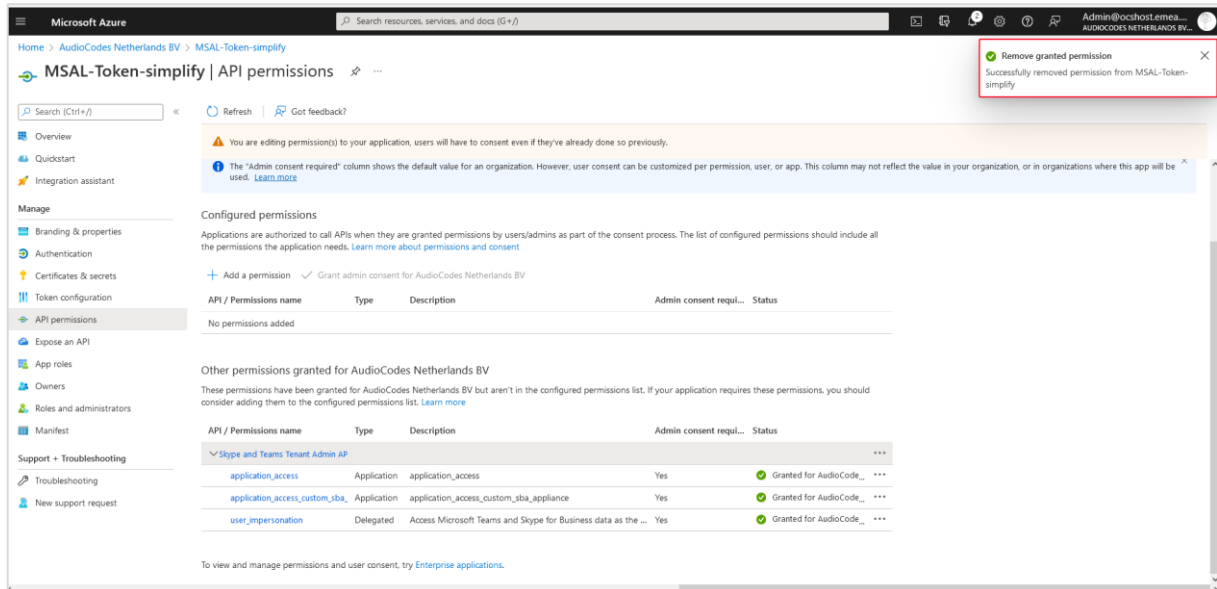 Microsoft Azure
Search resources, services, and docs (G+/)
2
Admin@ocshost.emea....
AUDIOCODES NETHERLANDS BV...
Home > AudioCodes Netherlands BV > MSAL-Token-simplify
MSAL-Token-simplify | API permissions
Remove granted permission
Successfully removed permission from MSAL-Token-
simplify
Search (Ctrl+/)
Refresh
Got feedback?
Overview
Quickstart
Integration assistant
Manage
Branding & properties
Authentication
Certificates & secrets
Token configuration
API permissions
Expose an API
App roles
Owners
Roles and administrators
Manifest
Support + Troubleshooting
Troubleshooting
New support request
You are editing permission(s) to your application, users will have to consent even if they've already done so previously.
The "Admin consent required" column shows the default value for an organization. However, user consent can be customized per permission, user, or app. This column may not reflect the value in your organization, or in organizations where this app will be
used. Learn more
Configured permissions
Applications are authorized to call APIs when they are granted permissions by users/admins as part of the consent process. The list of configured permissions should include all
the permissions the application needs. Learn more about permissions and consent
Add a permission Grant admin consent for AudioCodes Netherlands BV
API / Permissions name Type Description Admin consent requi... Status
No permissions added
Other permissions granted for AudioCodes Netherlands BV
These permissions have been granted for AudioCodes Netherlands BV but aren't in the configured permissions list. If your application requires these permissions, you should
consider adding them to the configured permissions list. Learn more
API / Permissions name Type Description Admin consent requi... Status
Skype and Teams Tenant Admin AP
application_access Application application_access Yes Granted for AudioCode...
application_access_custom_sba_ Application application_access_custom_sba_appliance Yes Granted for AudioCode...
user_impersonation Delegated Access Microsoft Teams and Skype for Business data as the ... Yes Granted for AudioCode...
To view and manage permissions and user consent, try Enterprise applications.